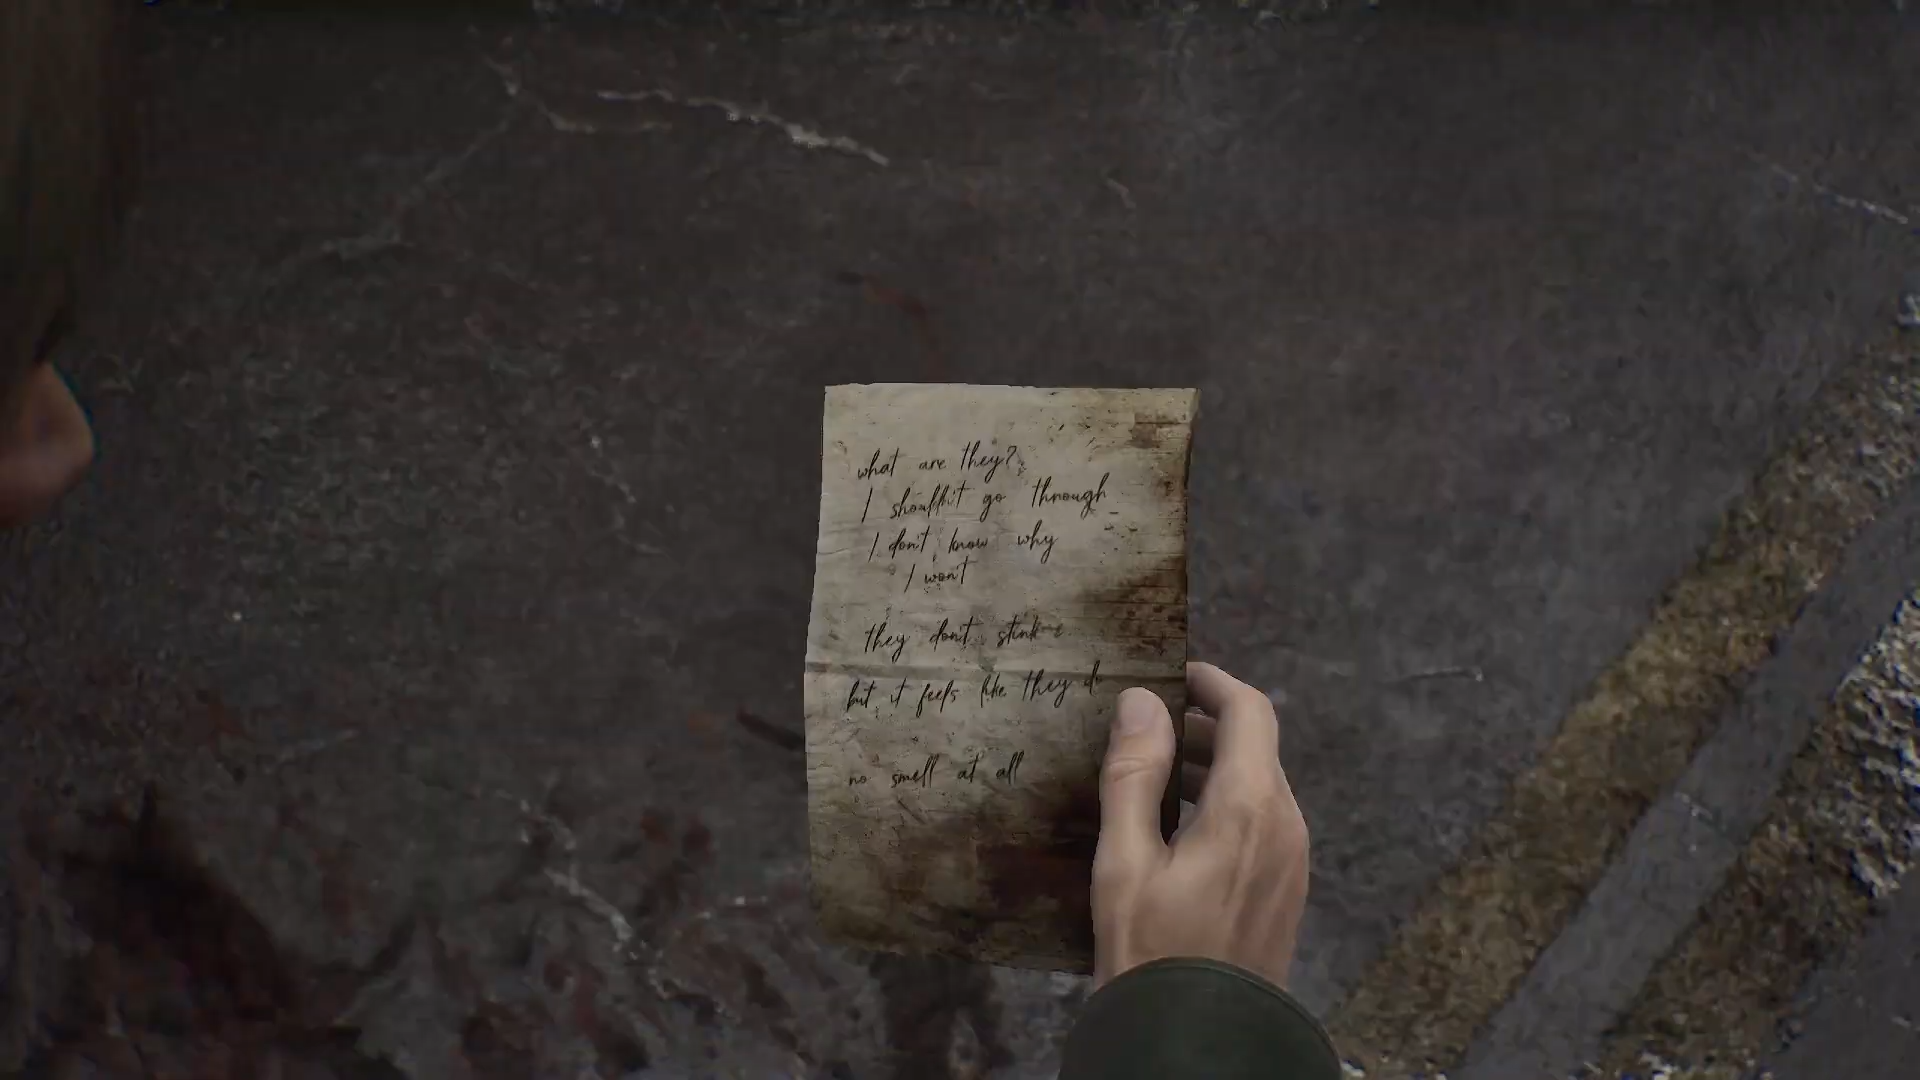 what are they?
I shouldn't go through
I don't know why
I won't
they don't stink
but it feels like they do
no smell at all